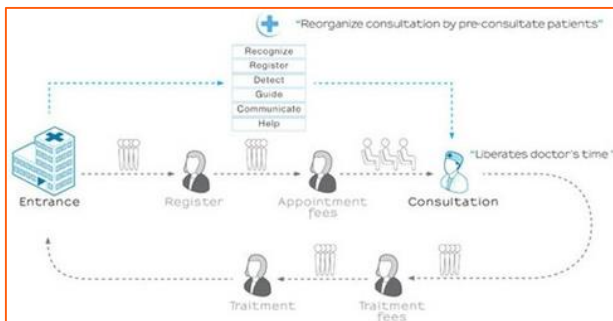 "Reorganize consultation by pre-consultate patients"
Recognize
Register
Detect
Guide
Communicate
Help
"Liberates doctor's time"
Entrance
Register
Appointment
fees
Consultation
Traitment
Traitment
fees